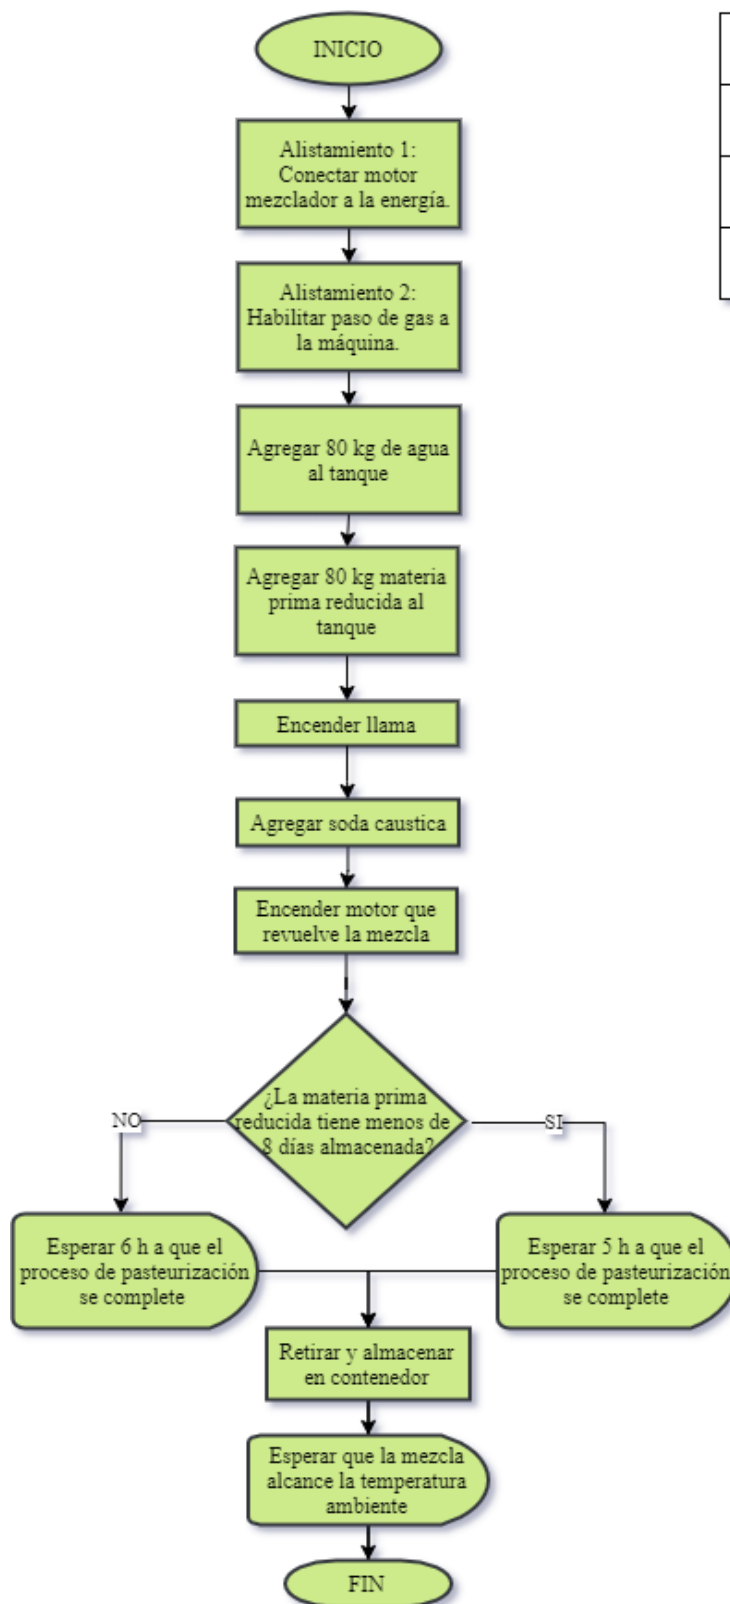 INICIO
Alistamiento 1:
Conectar motor
mezclador a la energía.
Alistamiento 2:
Habilitar paso de gas a
la máquina.
Agregar 80 kg de agua
al tanque
Agregar 80 kg materia
prima reducida al
tanque
Encender llama
Agregar soda caustica
Encender motor que
revuelve la mezcla
¿La materia prima
reducida tiene menos de
8 días almacenada?
NO
SI
Esperar 6 h a que el
proceso de pasteurización
se complete
Esperar 5 h a que el
proceso de pasteurización
se complete
Retirar y almacenar
en contenedor
Esperar que la mezcla
alcance la temperatura
ambiente
FIN